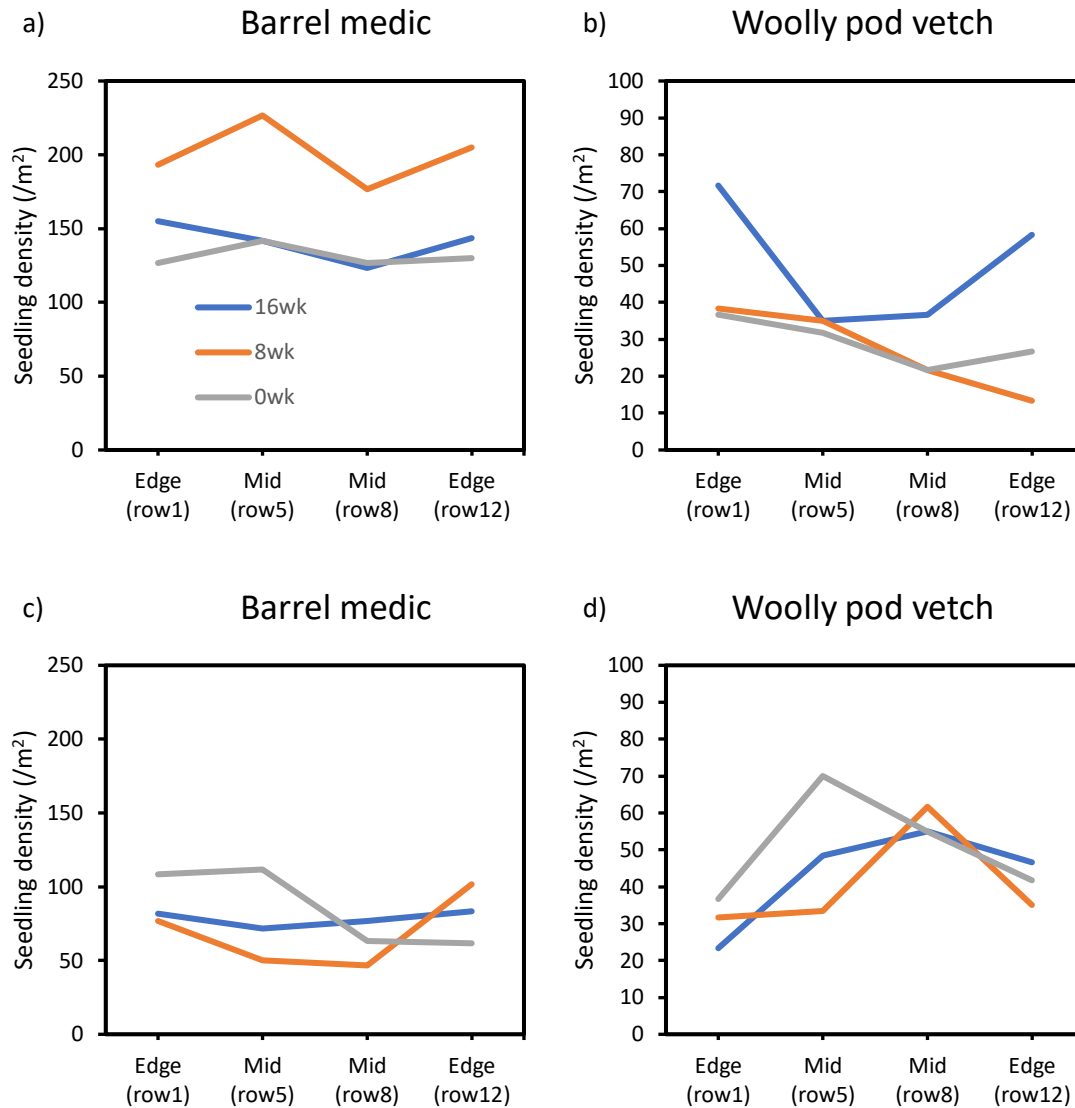 a) Barrel medic
250
200
150
100
50
0
Seedling density (/m²)
16wk
8wk
0wk
Edge (row1)
Mid (row5)
Mid (row8)
Edge (row12)
b) Woolly pod vetch
100
90
80
70
60
50
40
30
20
10
0
Seedling density (/m²)
Edge (row1)
Mid (row5)
Mid (row8)
Edge (row12)
c) Barrel medic
250
200
150
100
50
0
Seedling density (/m²)
Edge (row1)
Mid (row5)
Mid (row8)
Edge (row12)
d) Woolly pod vetch
100
90
80
70
60
50
40
30
20
10
0
Seedling density (/m²)
Edge (row1)
Mid (row5)
Mid (row8)
Edge (row12)